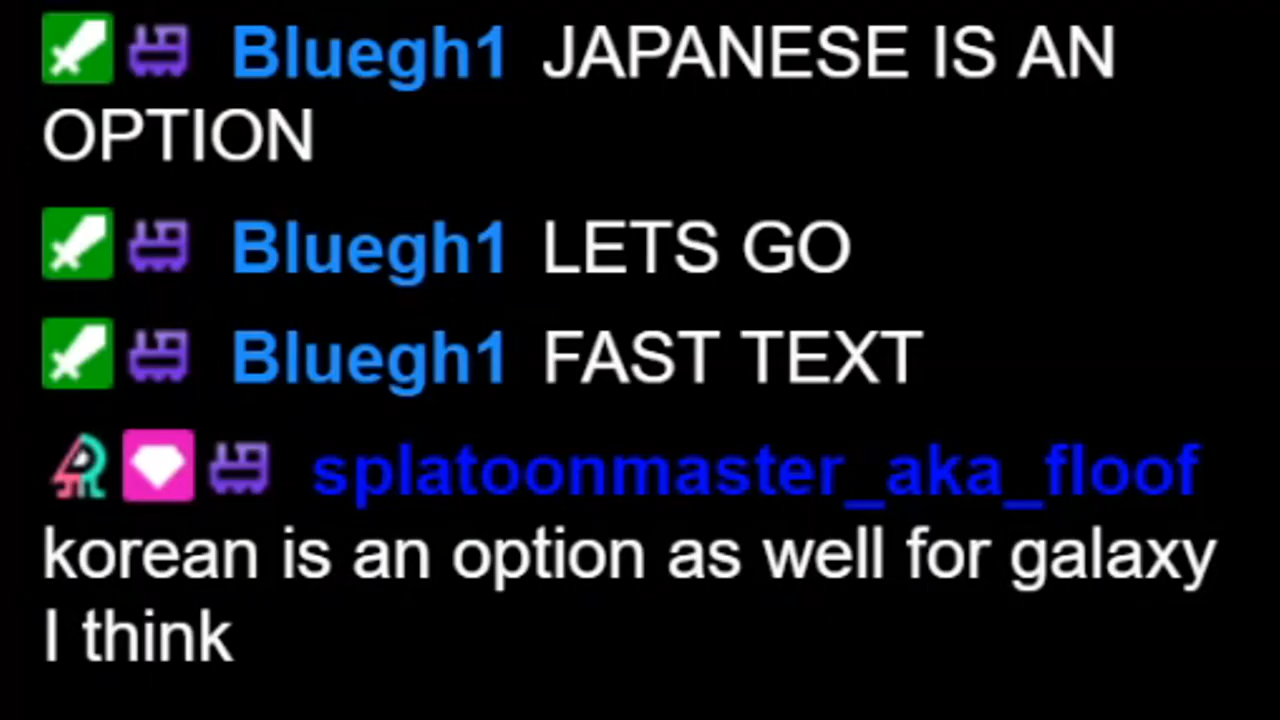 Bluegh1 JAPANESE IS AN
OPTION
Bluegh1 LETS GO
Bluegh1 FAST TEXT
splatoonmaster_aka_floof
korean is an option as well for galaxy
I think